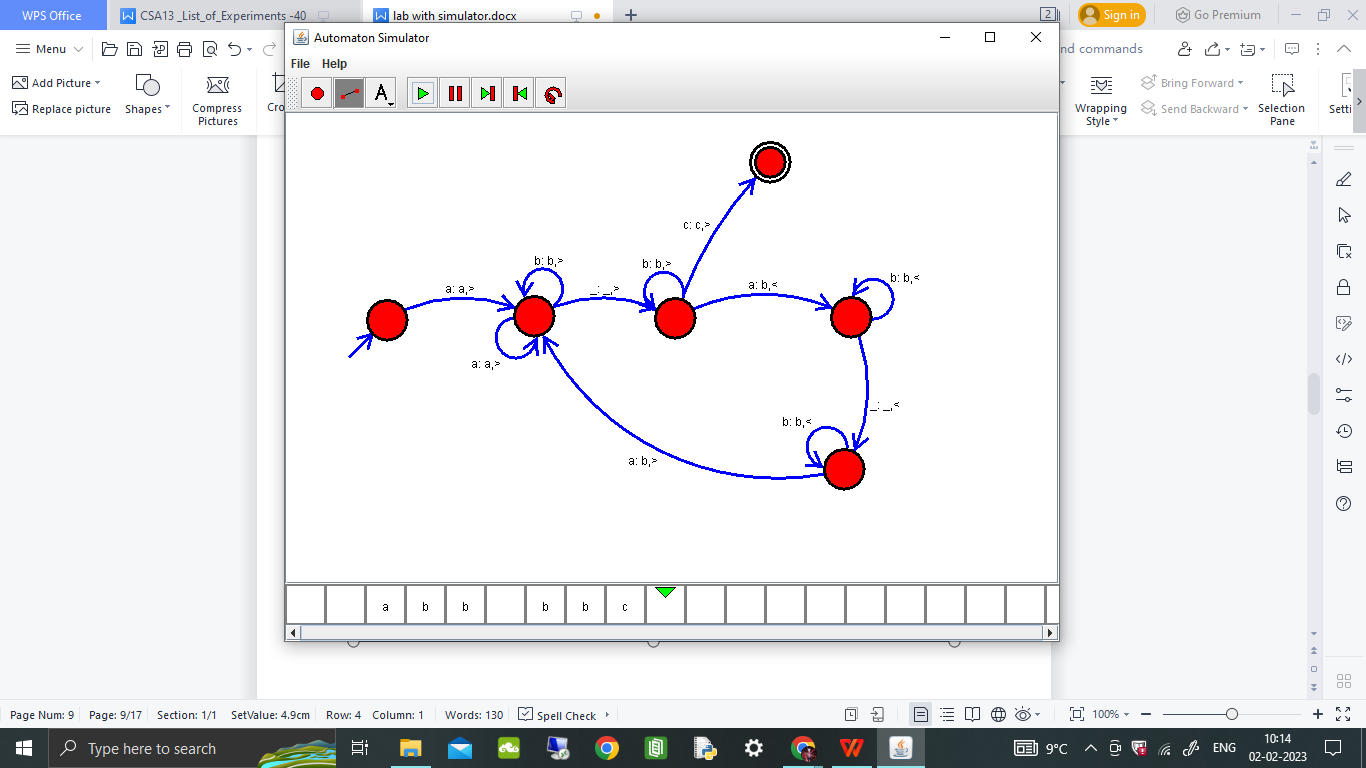 WPS Office
CSA13 _List_of_Experiments -40
lab with simulator.docx
2
Sign in
Go Premium
Menu
nd commands
Automaton Simulator
File Help
Add Picture
Replace picture
Shapes
Compress Pictures
Cro
A
Wrapping Style
Bring Forward
Send Backward
Selection Pane
Setti
c: c,>
b: b,>
b: b,>
b: b,<
a: a,>
_: _,>
a: b,<
a: a,>
_: _,<
b: b,<
a: b,>
a b b b b c
Page Num: 9 Page: 9/17 Section: 1/1 SetValue: 4.9cm Row: 4 Column: 1 Words: 130 Spell Check 100%
Type here to search
9°C
ENG
10:14
02-02-2023